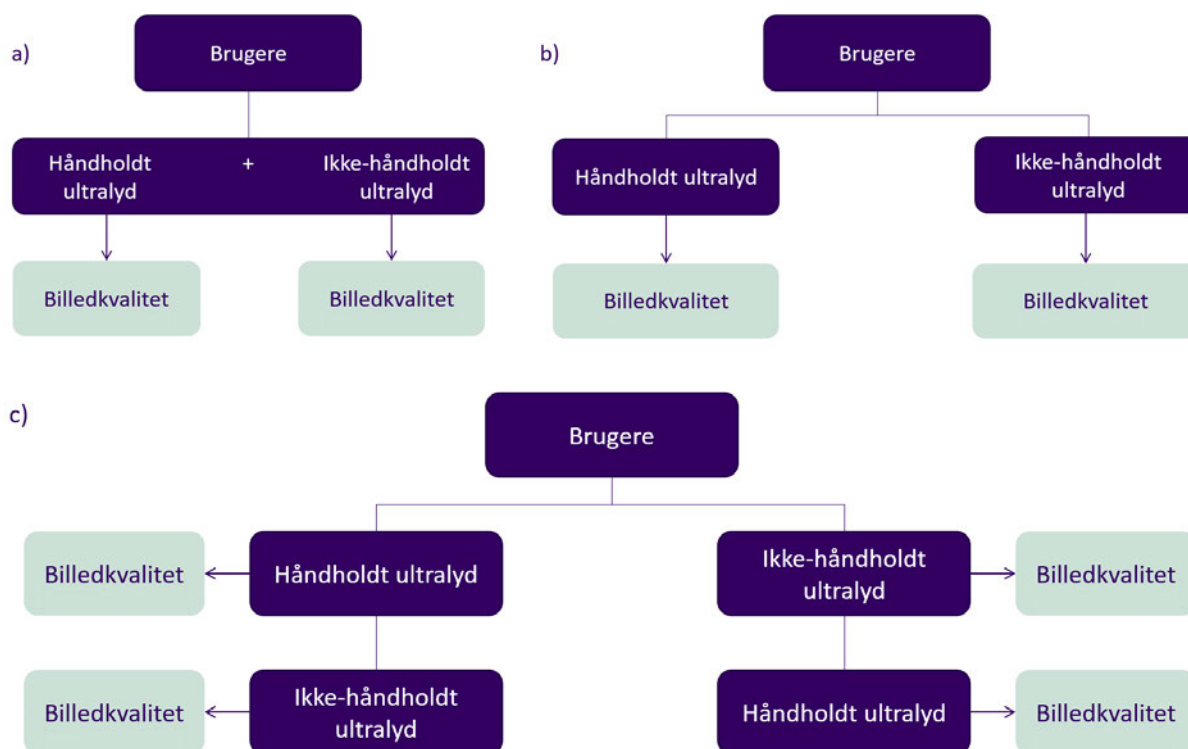 a)
Brugere
Håndholdt + Ikke-håndholdt
ultralyd ultralyd
Billedkvalitet Billedkvalitet
b)
Brugere
Håndholdt ultralyd
Ikke-håndholdt
ultralyd
Billedkvalitet Billedkvalitet
c)
Brugere
Billedkvalitet
Håndholdt ultralyd
Ikke-håndholdt
ultralyd
Billedkvalitet
Billedkvalitet
Ikke-håndholdt
ultralyd
Håndholdt ultralyd
Billedkvalitet